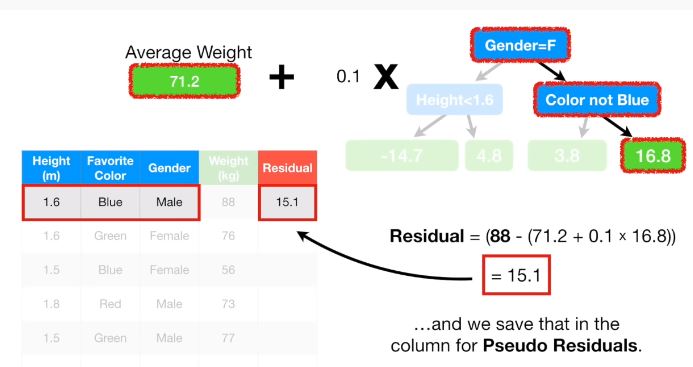 Average Weight
71.2
+
0.1
X
Gender=F
Height<1.6
Color not Blue
-14.7
4.8
3.8
16.8
Height (m) Favorite Color Gender Weight (kg) Residual
1.6 Blue Male 88 15.1
1.6 Green Female 76
1.5 Blue Female 56
1.8 Red Male 73
1.5 Green Male 77
Residual = (88 - (71.2 + 0.1 × 16.8))
= 15.1
…and we save that in the
column for Pseudo Residuals.